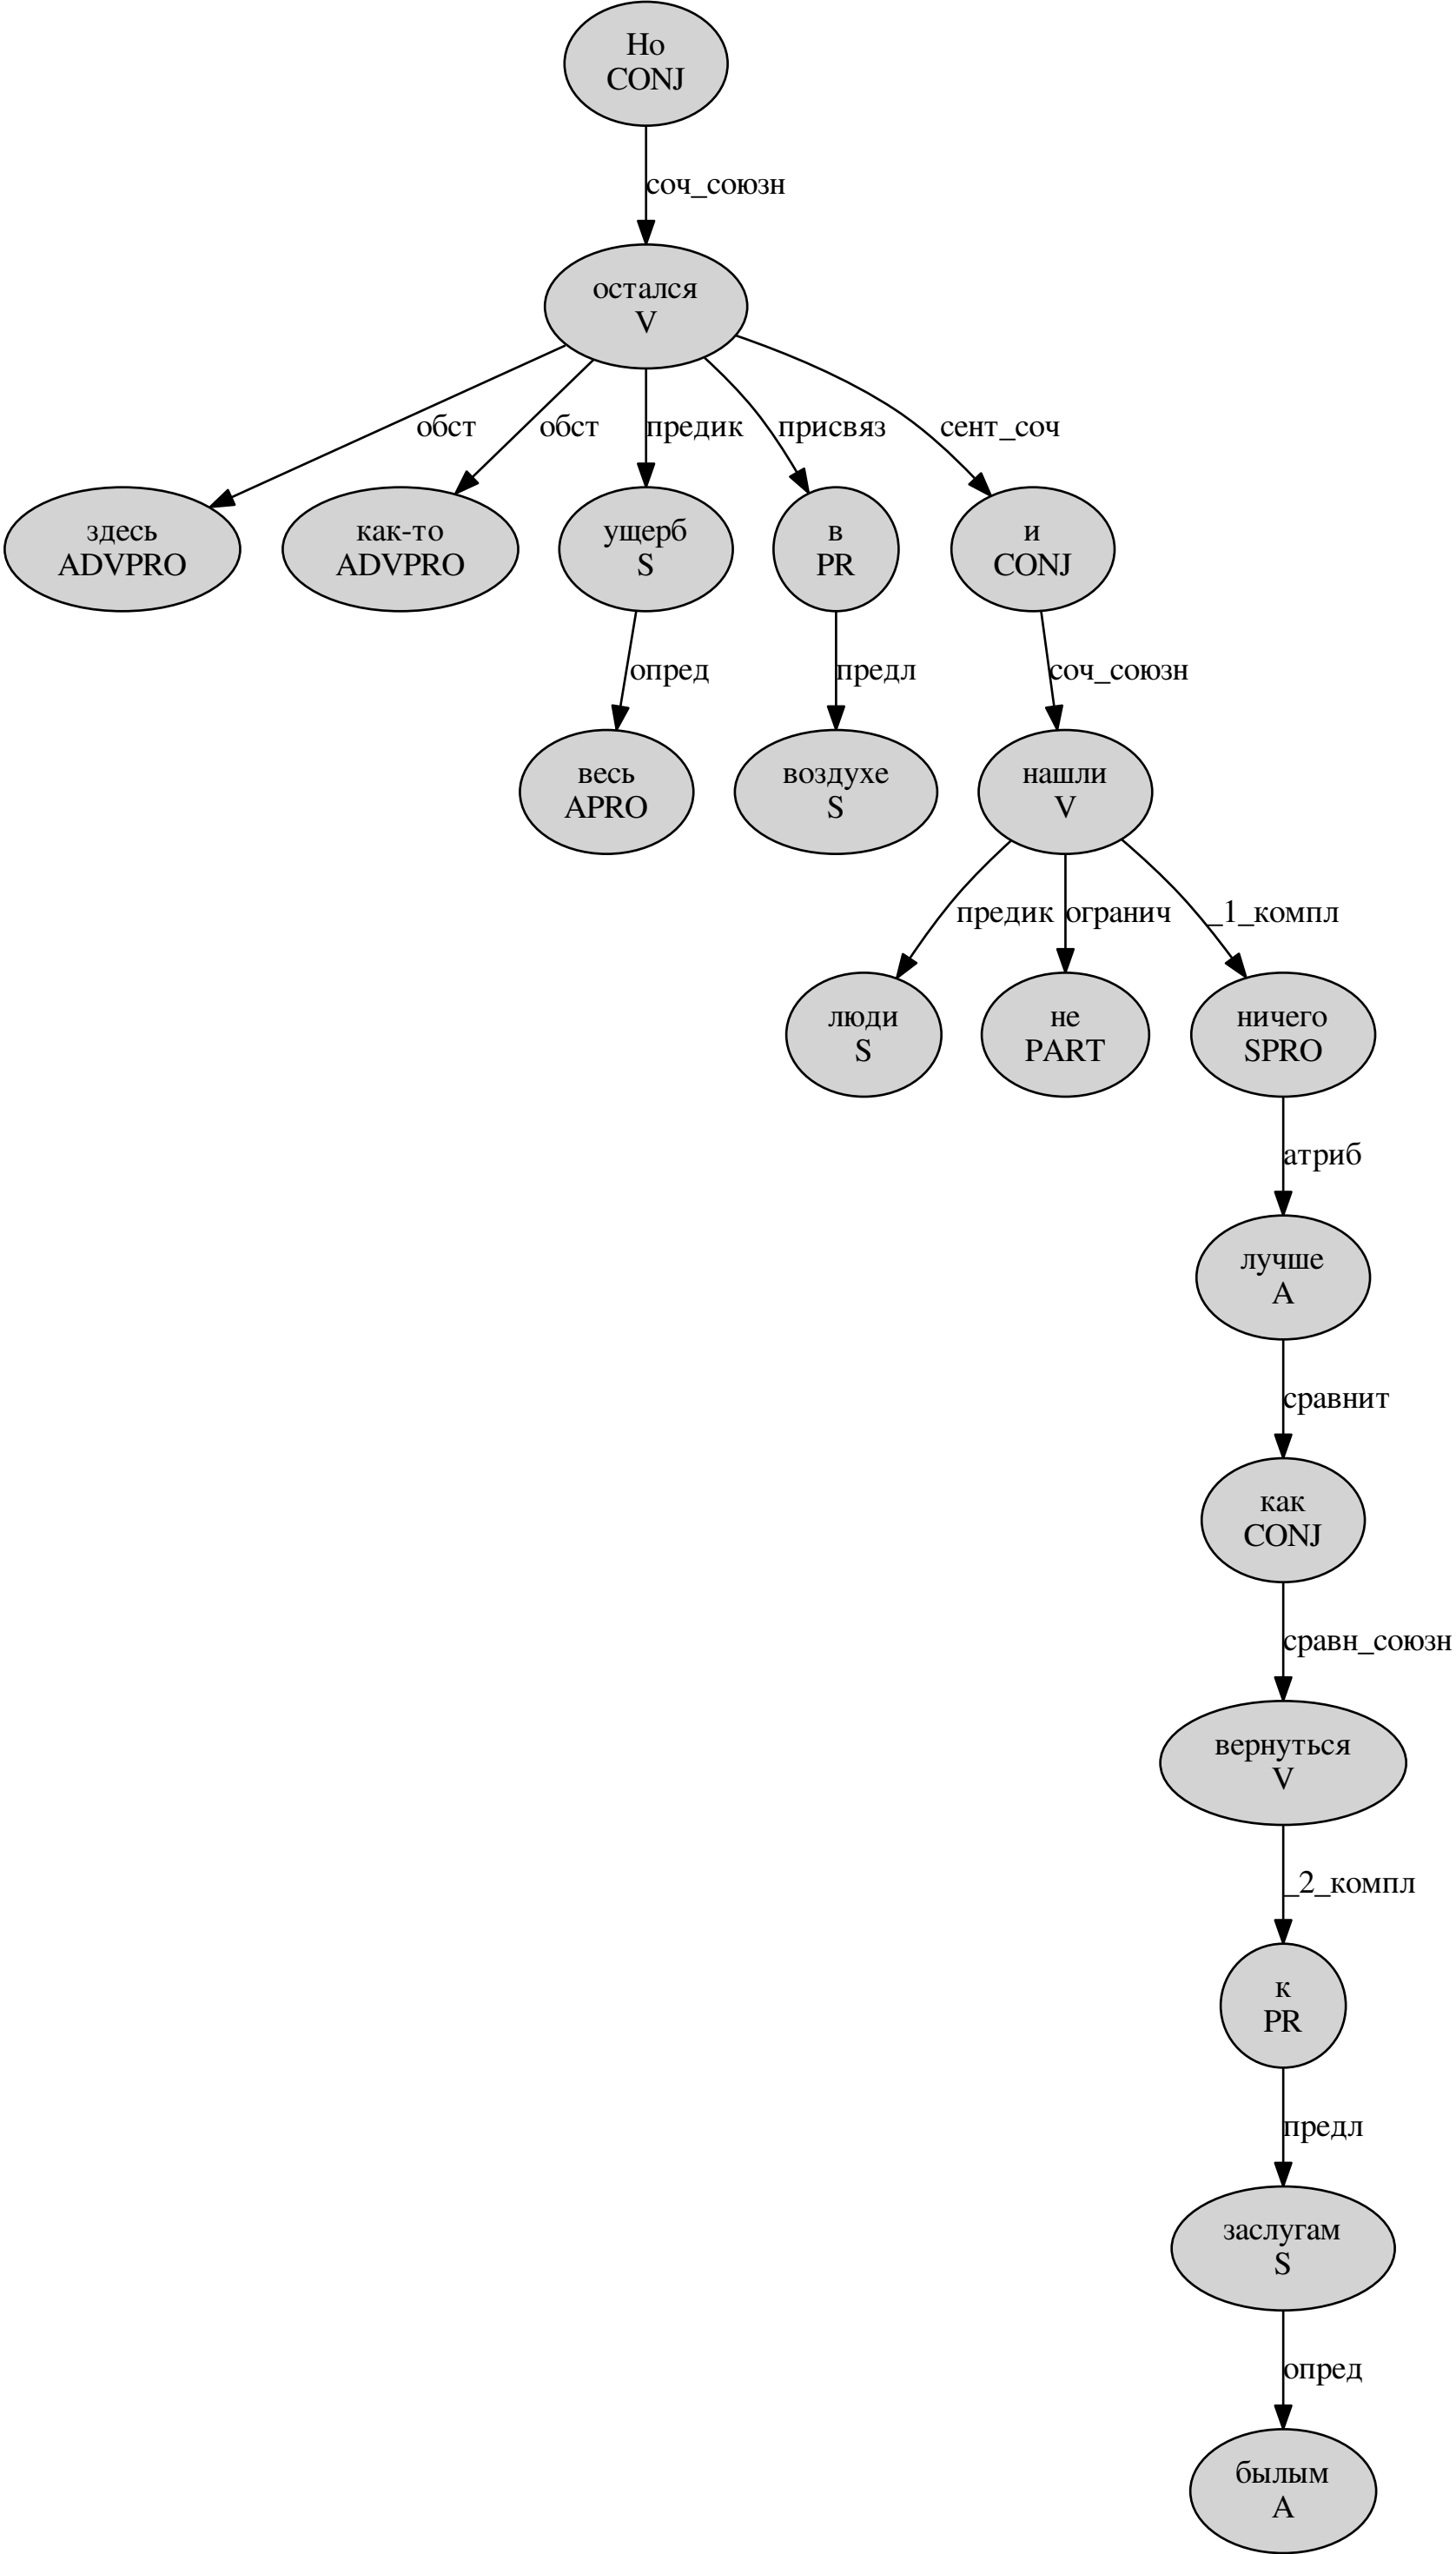 Но
CONJ
соч_союзн
остался
V
обст
обст
предик
присвяз
сент_соч
здесь
ADVPRO
как-то
ADVPRO
ущерб
S
в
PR
и
CONJ
опред
предл
соч_союзн
весь
APRO
воздухе
S
нашли
V
предик
огранич
_1_компл
люди
S
не
PART
ничего
SPRO
атриб
лучше
A
сравнит
как
CONJ
сравн_союзн
вернуться
V
_2_компл
к
PR
предл
заслугам
S
опред
былым
A